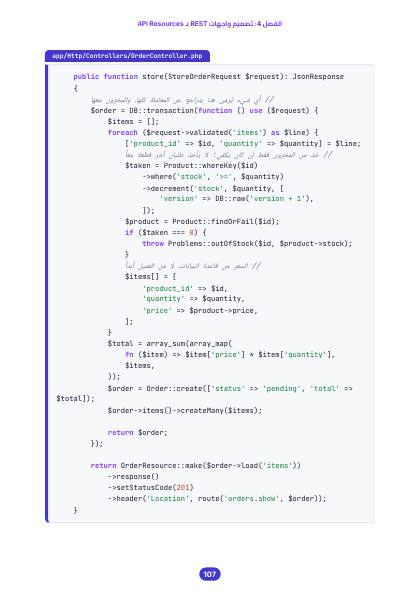 الفصل 4: تصميم واجهات REST بـ API Resources
app/Http/Controllers/OrderController.php
public function store(StoreOrderRequest $request): JsonResponse
{
// أي شيء يُرمى هنا يتراجع عن المعاملة كلها، والمخزون معها
$order = DB::transaction(function () use ($request) {
$items = [];
foreach ($request->validated('items') as $line) {
['product_id' => $id, 'quantity' => $quantity] = $line;
// خذ من المخزون فقط إن كان يكفي؛ لا يأخذ طلبان آخر قطعة معاً
$taken = Product::whereKey($id)
->where('stock', '>=', $quantity)
->decrement('stock', $quantity, [
'version' => DB::raw('version + 1'),
]);
$product = Product::findOrFail($id);
if ($taken === 0) {
throw Problems::outOfStock($id, $product->stock);
}
// السعر من قاعدة البيانات، لا من العميل أبداً
$items[] = [
'product_id' => $id,
'quantity' => $quantity,
'price' => $product->price,
];
}
$total = array_sum(array_map(
fn ($item) => $item['price'] * $item['quantity'],
$items,
));
$order = Order::create(['status' => 'pending', 'total' =>
$total]);
$order->items()->createMany($items);
return $order;
});
return OrderResource::make($order->load('items'))
->response()
->setStatusCode(201)
->header('Location', route('orders.show', $order));
}
107